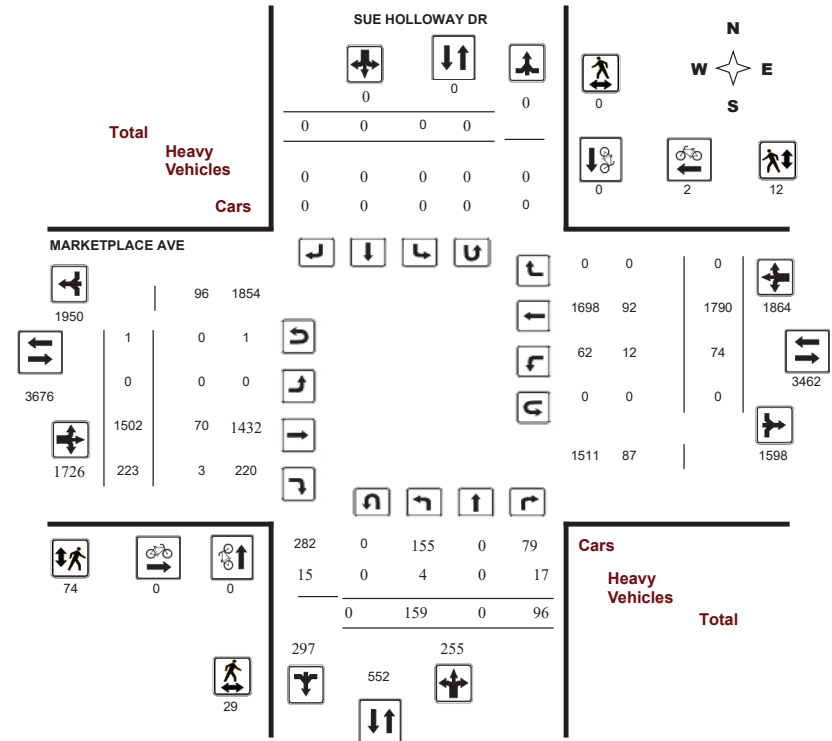 SUE HOLLOWAY DR
N
W E
S
0
0
0
0
0 0 0 0
Total
Heavy
Vehicles
0 0 0 0 0
Cars
0 0 0 0 0
0 2 12
MARKETPLACE AVE
96 1854
1950
1 0 1
3676
0 0 0
1502 70 1432
1726 223 3 220
0 0 0
1698 92 1790 1864
62 12 74
3462
0 0 0
1511 87 1598
74 0 0
29
282 0 155 0 79
15 0 4 0 17
0 159 0 96
297 255
552
Cars
Heavy
Vehicles
Total